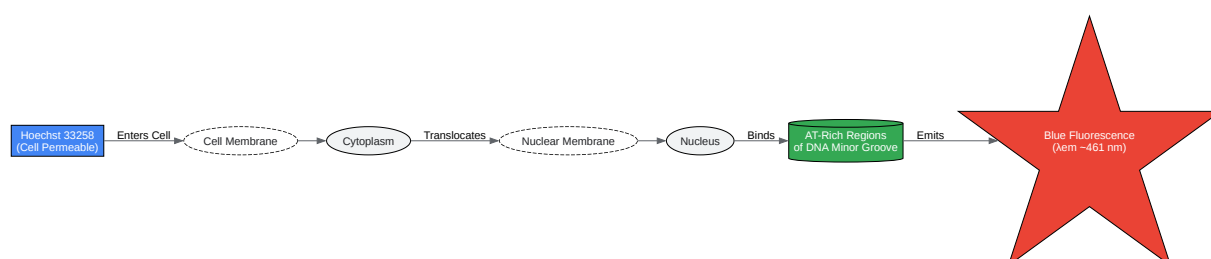 Hoechst 33258
(Cell Permeable)
Enters Cell
Cell Membrane
Cytoplasm
Translocates
Nuclear Membrane
Nucleus
Binds
AT-Rich Regions
of DNA Minor Groove
Emits
Blue Fluorescence
(λem ~461 nm)